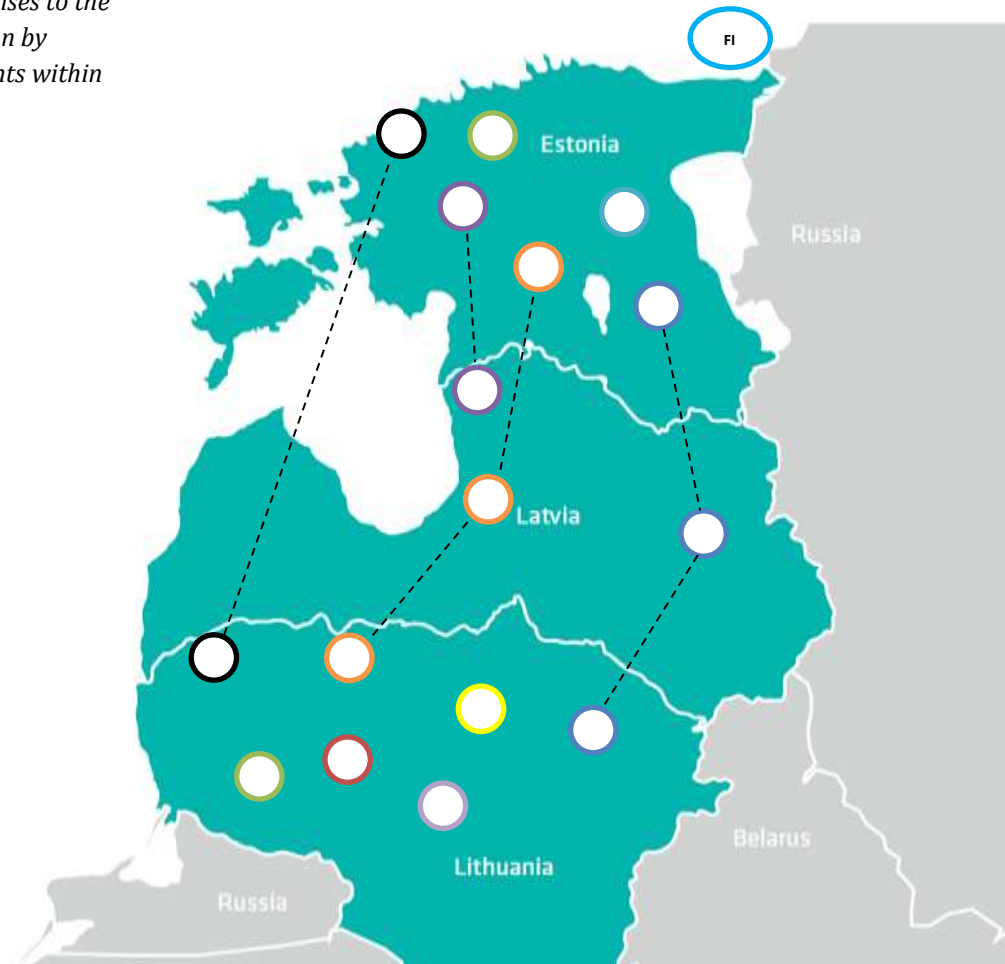 ises to the
n by
nts within
FI
Estonia
Russia
Latvia
Belarus
Lithuania
Russia